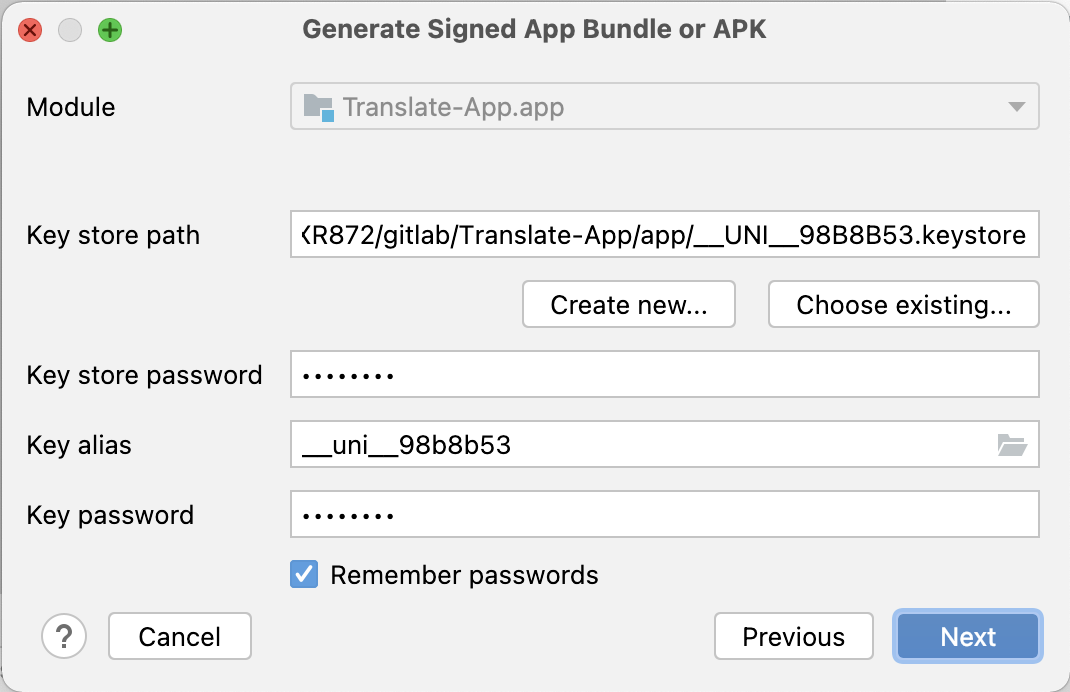 Generate Signed App Bundle or APK
Module
Translate-App.app
Key store path
R872/gitlab/Translate-App/app/__UNI__98B8B53.keystore
Create new...
Choose existing...
Key store password
••••••••
Key alias
__uni__98b8b53
Key password
••••••••
Remember passwords
?
Cancel
Previous
Next